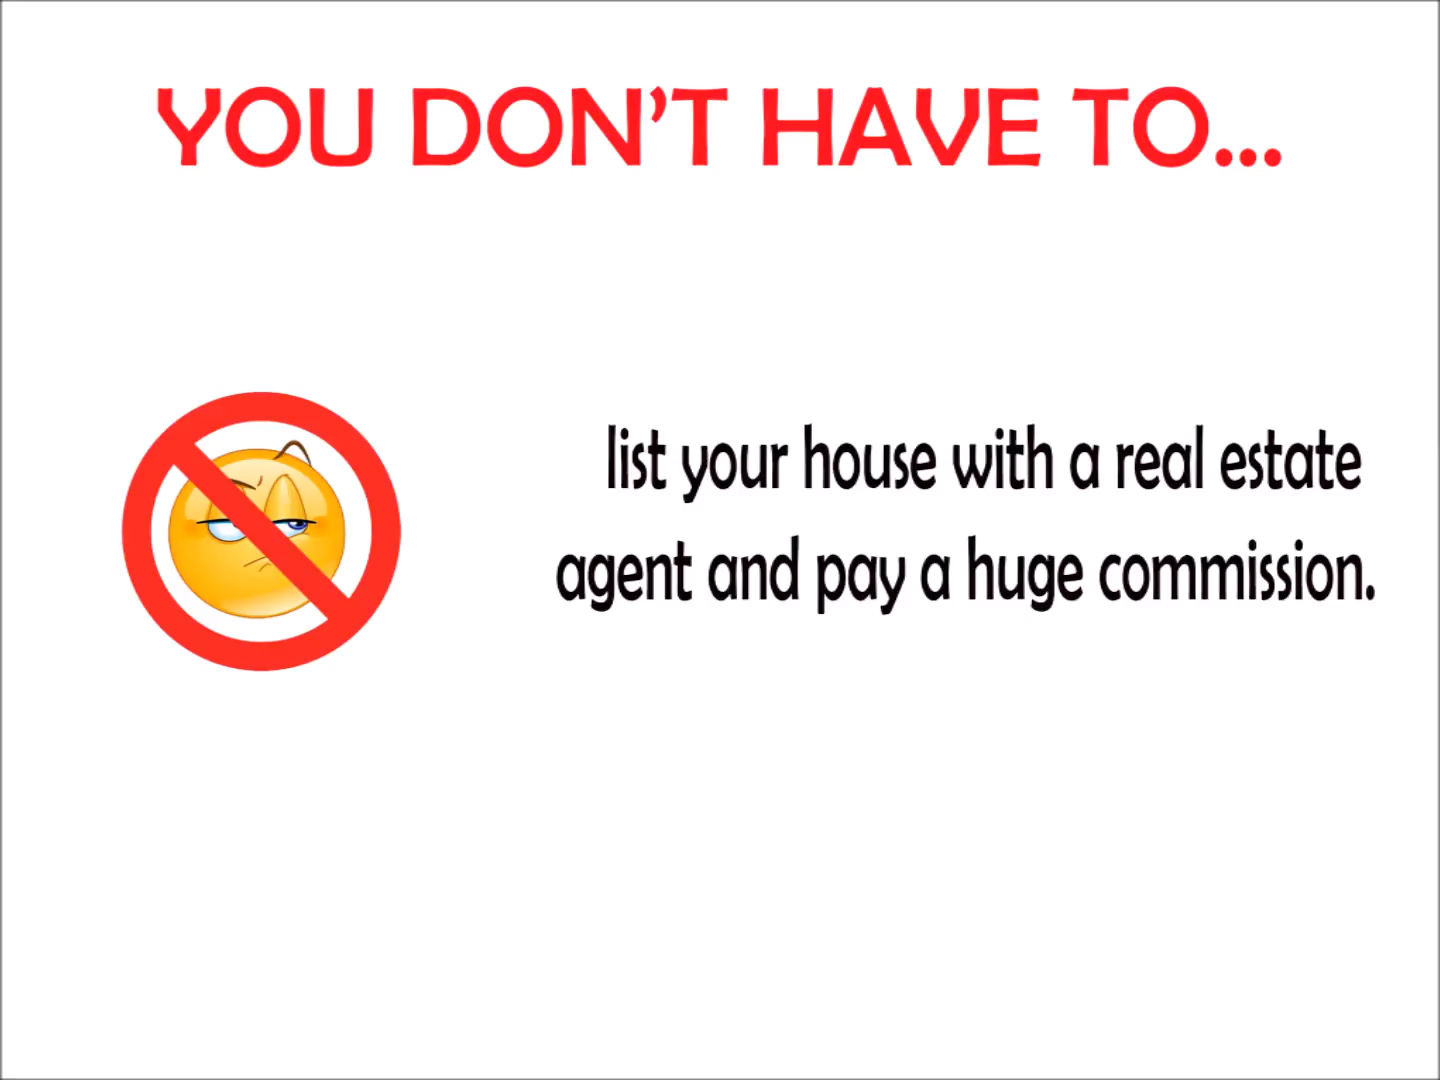 YOU DON’T HAVE TO...
list your house with a real estate
agent and pay a huge commission.